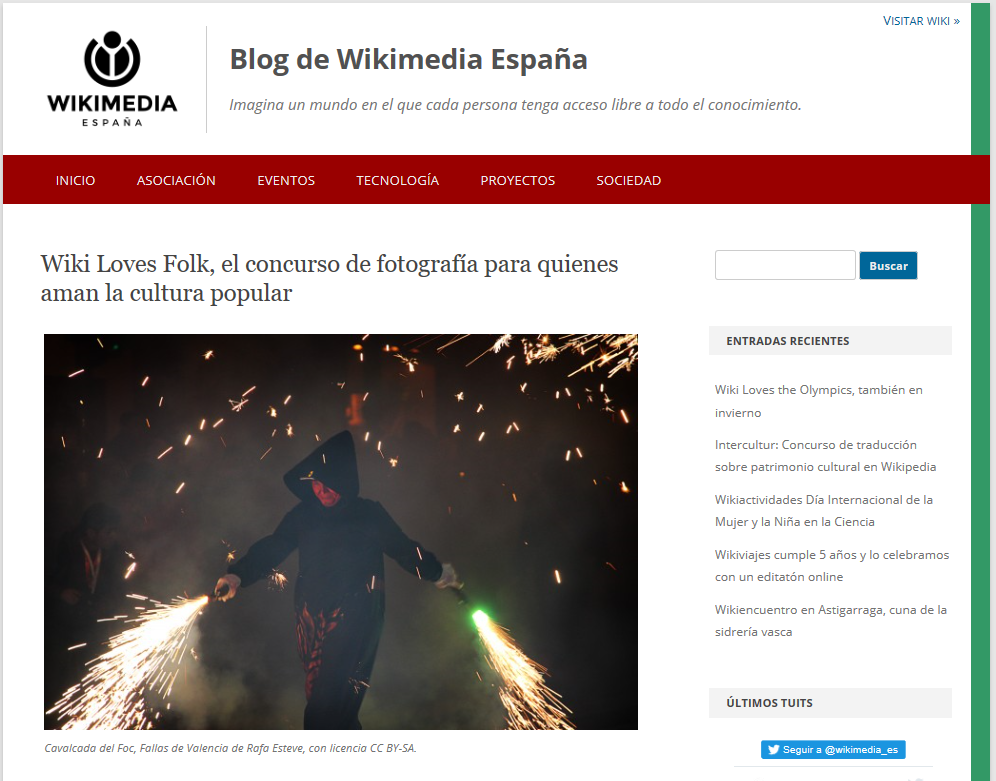 VISITAR WIKI »
WIKIMEDIA
ESPAÑA
Blog de Wikimedia España
Imagina un mundo en el que cada persona tenga acceso libre a todo el conocimiento.
INICIO
ASOCIACIÓN
EVENTOS
TECNOLOGÍA
PROYECTOS
SOCIEDAD
Wiki Loves Folk, el concurso de fotografía para quienes
aman la cultura popular
Cavalcada del Foc, Fallas de Valencia de Rafa Esteve, con licencia CC BY-SA.
Buscar
ENTRADAS RECIENTES
Wiki Loves the Olympics, también en
invierno
Intercultur: Concurso de traducción
sobre patrimonio cultural en Wikipedia
Wikiactividades Día Internacional de la
Mujer y la Niña en la Ciencia
Wikiviajes cumple 5 años y lo celebramos
con un editatón online
Wikiencuentro en Astigarraga, cuna de la
sidrería vasca
ÚLTIMOS TUITS
Seguir a @wikimedia_es